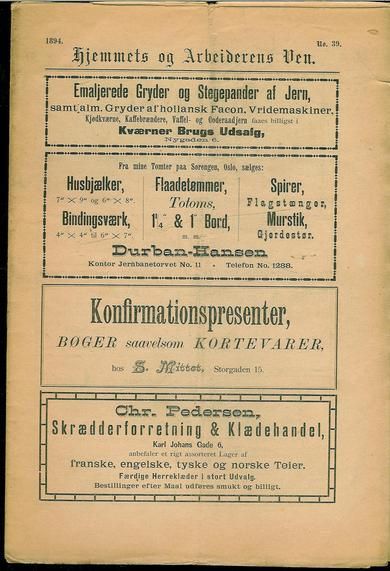 1894.
No. 39.
Hjemmets og Arbeiderens Ven.
Emaljerede Gryder og Stegepander af Jern,
samt alm. Gryder af hollansk Facon. Vridemaskiner,
Kjødkværne, Kaffebrændere, Vaffel- og Goderaadjern faaes billigst i
Kværner Brugs Udsalg,
Nygaden 6.
Fra mine Tomter paa Sørengen, Oslo, sælges:
Husbjælker,
7" × 9" og 6" × 8".
Bindingsværk,
4" × 4" til 6" × 7".
Flaadetømmer,
Totoms,
1¼" & 1" Bord,
m. m.
Spirer,
Flagstænger,
Murstik,
Gjerdestør.
Durban-Hansen
Kontor Jernbanetorvet No. 11 • Telefon No. 1288.
Konfirmationspresenter,
BØGER saavelsom KORTEVARER,
hos S. Mittet, Storgaden 15.
Chr. Pedersen,
Skrædderforretning & Klædehandel,
Karl Johans Gade 6,
anbefaler et rigt assorteret Lager af
franske, engelske, tyske og norske Tøier.
Færdige Herreklæder i stort Udvalg.
Bestillinger efter Maal udføres smukt og billigt.